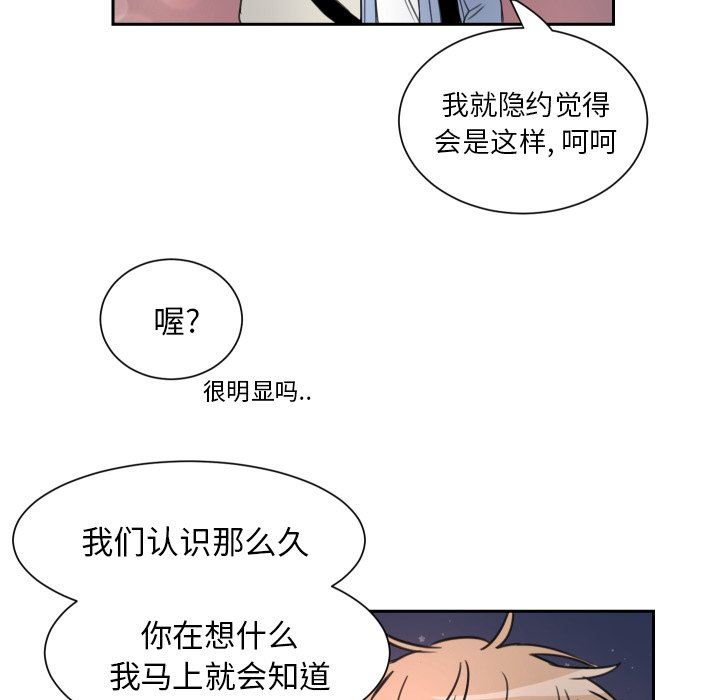 我就隐约觉得
会是这样, 呵呵
喔?
很明显吗..
我们认识那么久
你在想什么
我马上就会知道